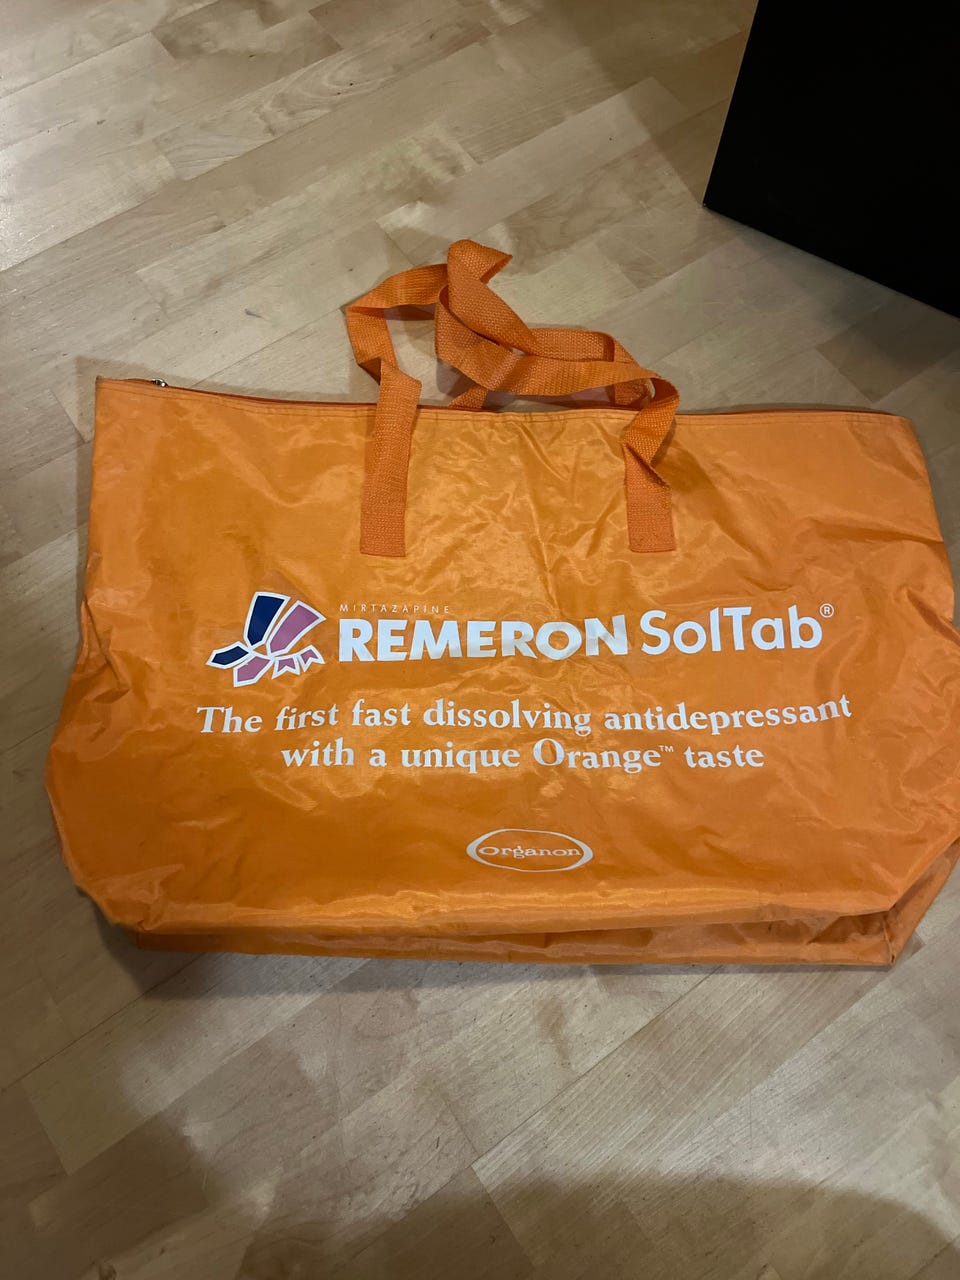 MIRTAZAPINE
REMERON SolTab®
The first fast dissolving antidepressant
with a unique Orange™ taste
Organon